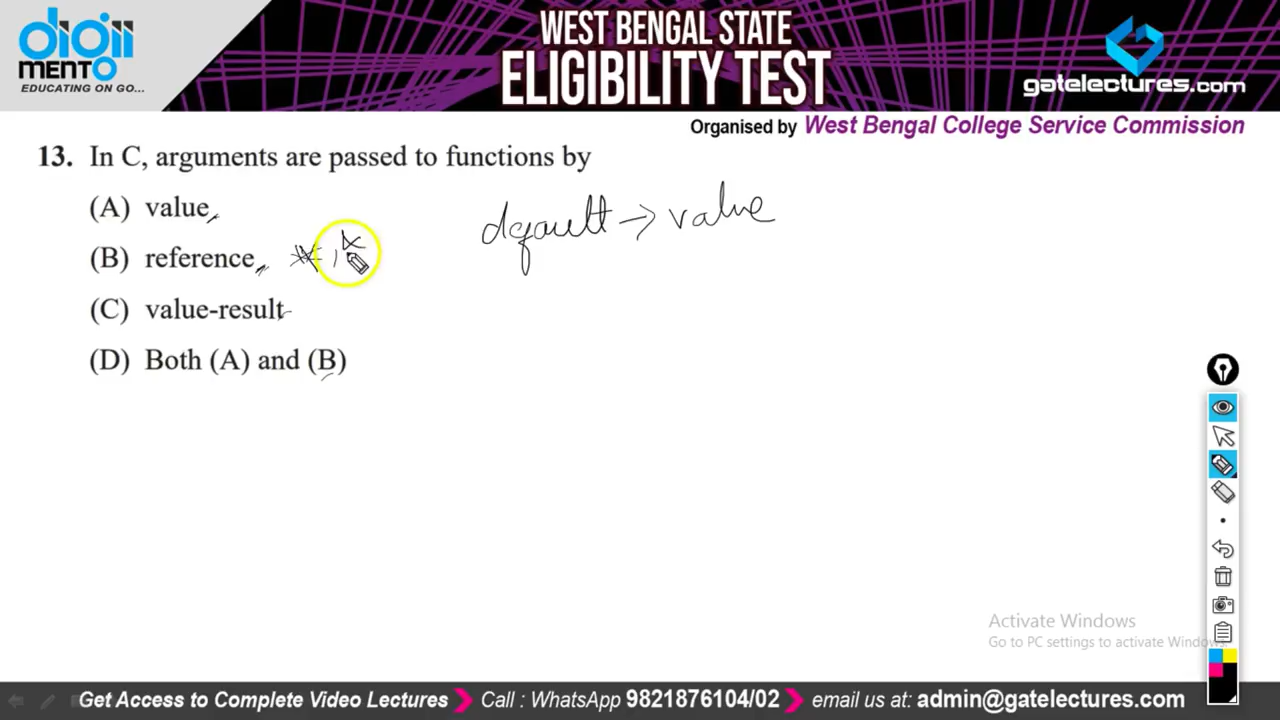 digii
MENTO
EDUCATING ON GO...
WEST BENGAL STATE
ELIGIBILITY TEST
gatelectures.com
Organised by West Bengal College Service Commission
13. In C, arguments are passed to functions by
(A) value
(B) reference
(C) value-result
(D) Both (A) and (B)
default → value
Activate Windows
Go to PC settings to activate Windows.
Get Access to Complete Video Lectures
Call : WhatsApp 9821876104/02
email us at: admin@gatelectures.com